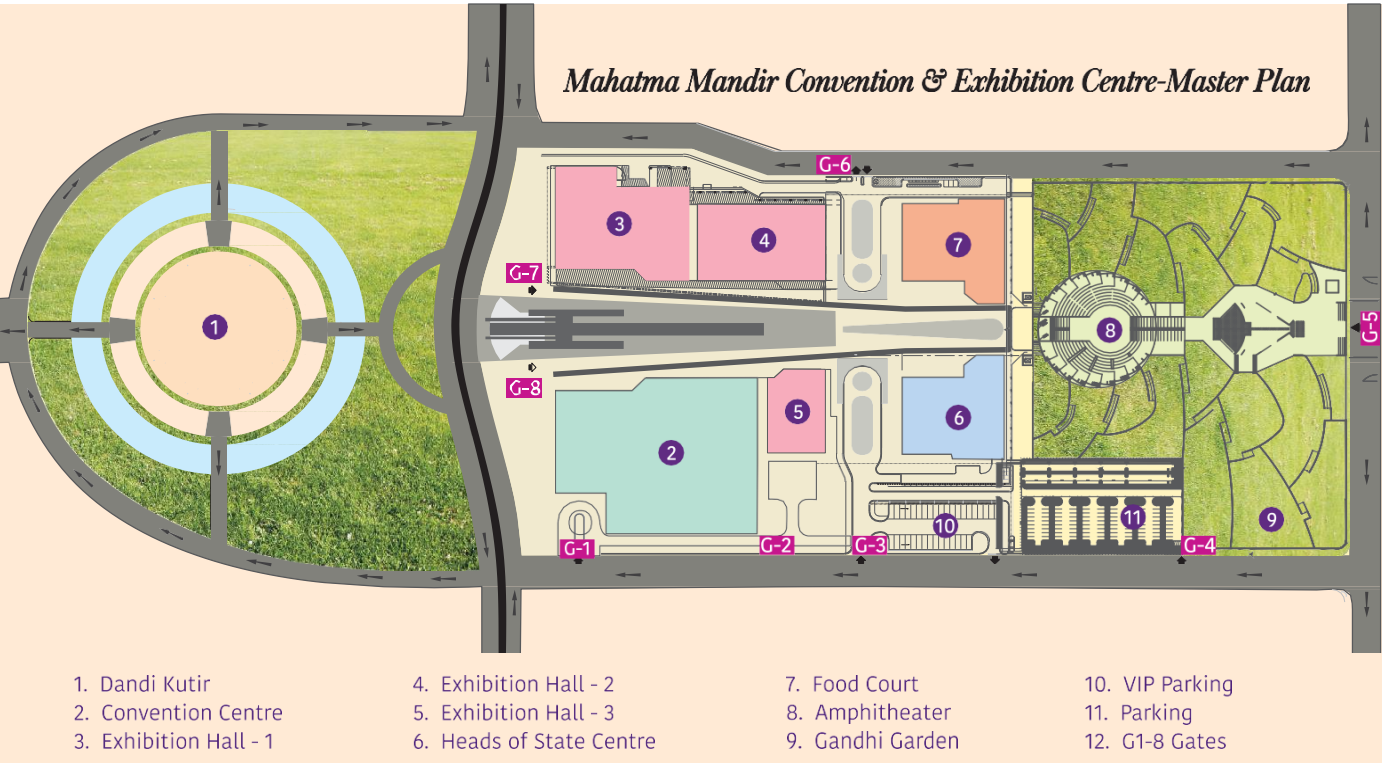 Mahatma Mandir Convention & Exhibition Centre-Master Plan
G-6
3
4
7
G-7
1
8
G-5
G-8
5
6
2
10
11
9
G-1
G-2
G-3
G-4
1. Dandi Kutir
2. Convention Centre
3. Exhibition Hall - 1
4. Exhibition Hall - 2
5. Exhibition Hall - 3
6. Heads of State Centre
7. Food Court
8. Amphitheater
9. Gandhi Garden
10. VIP Parking
11. Parking
12. G1-8 Gates